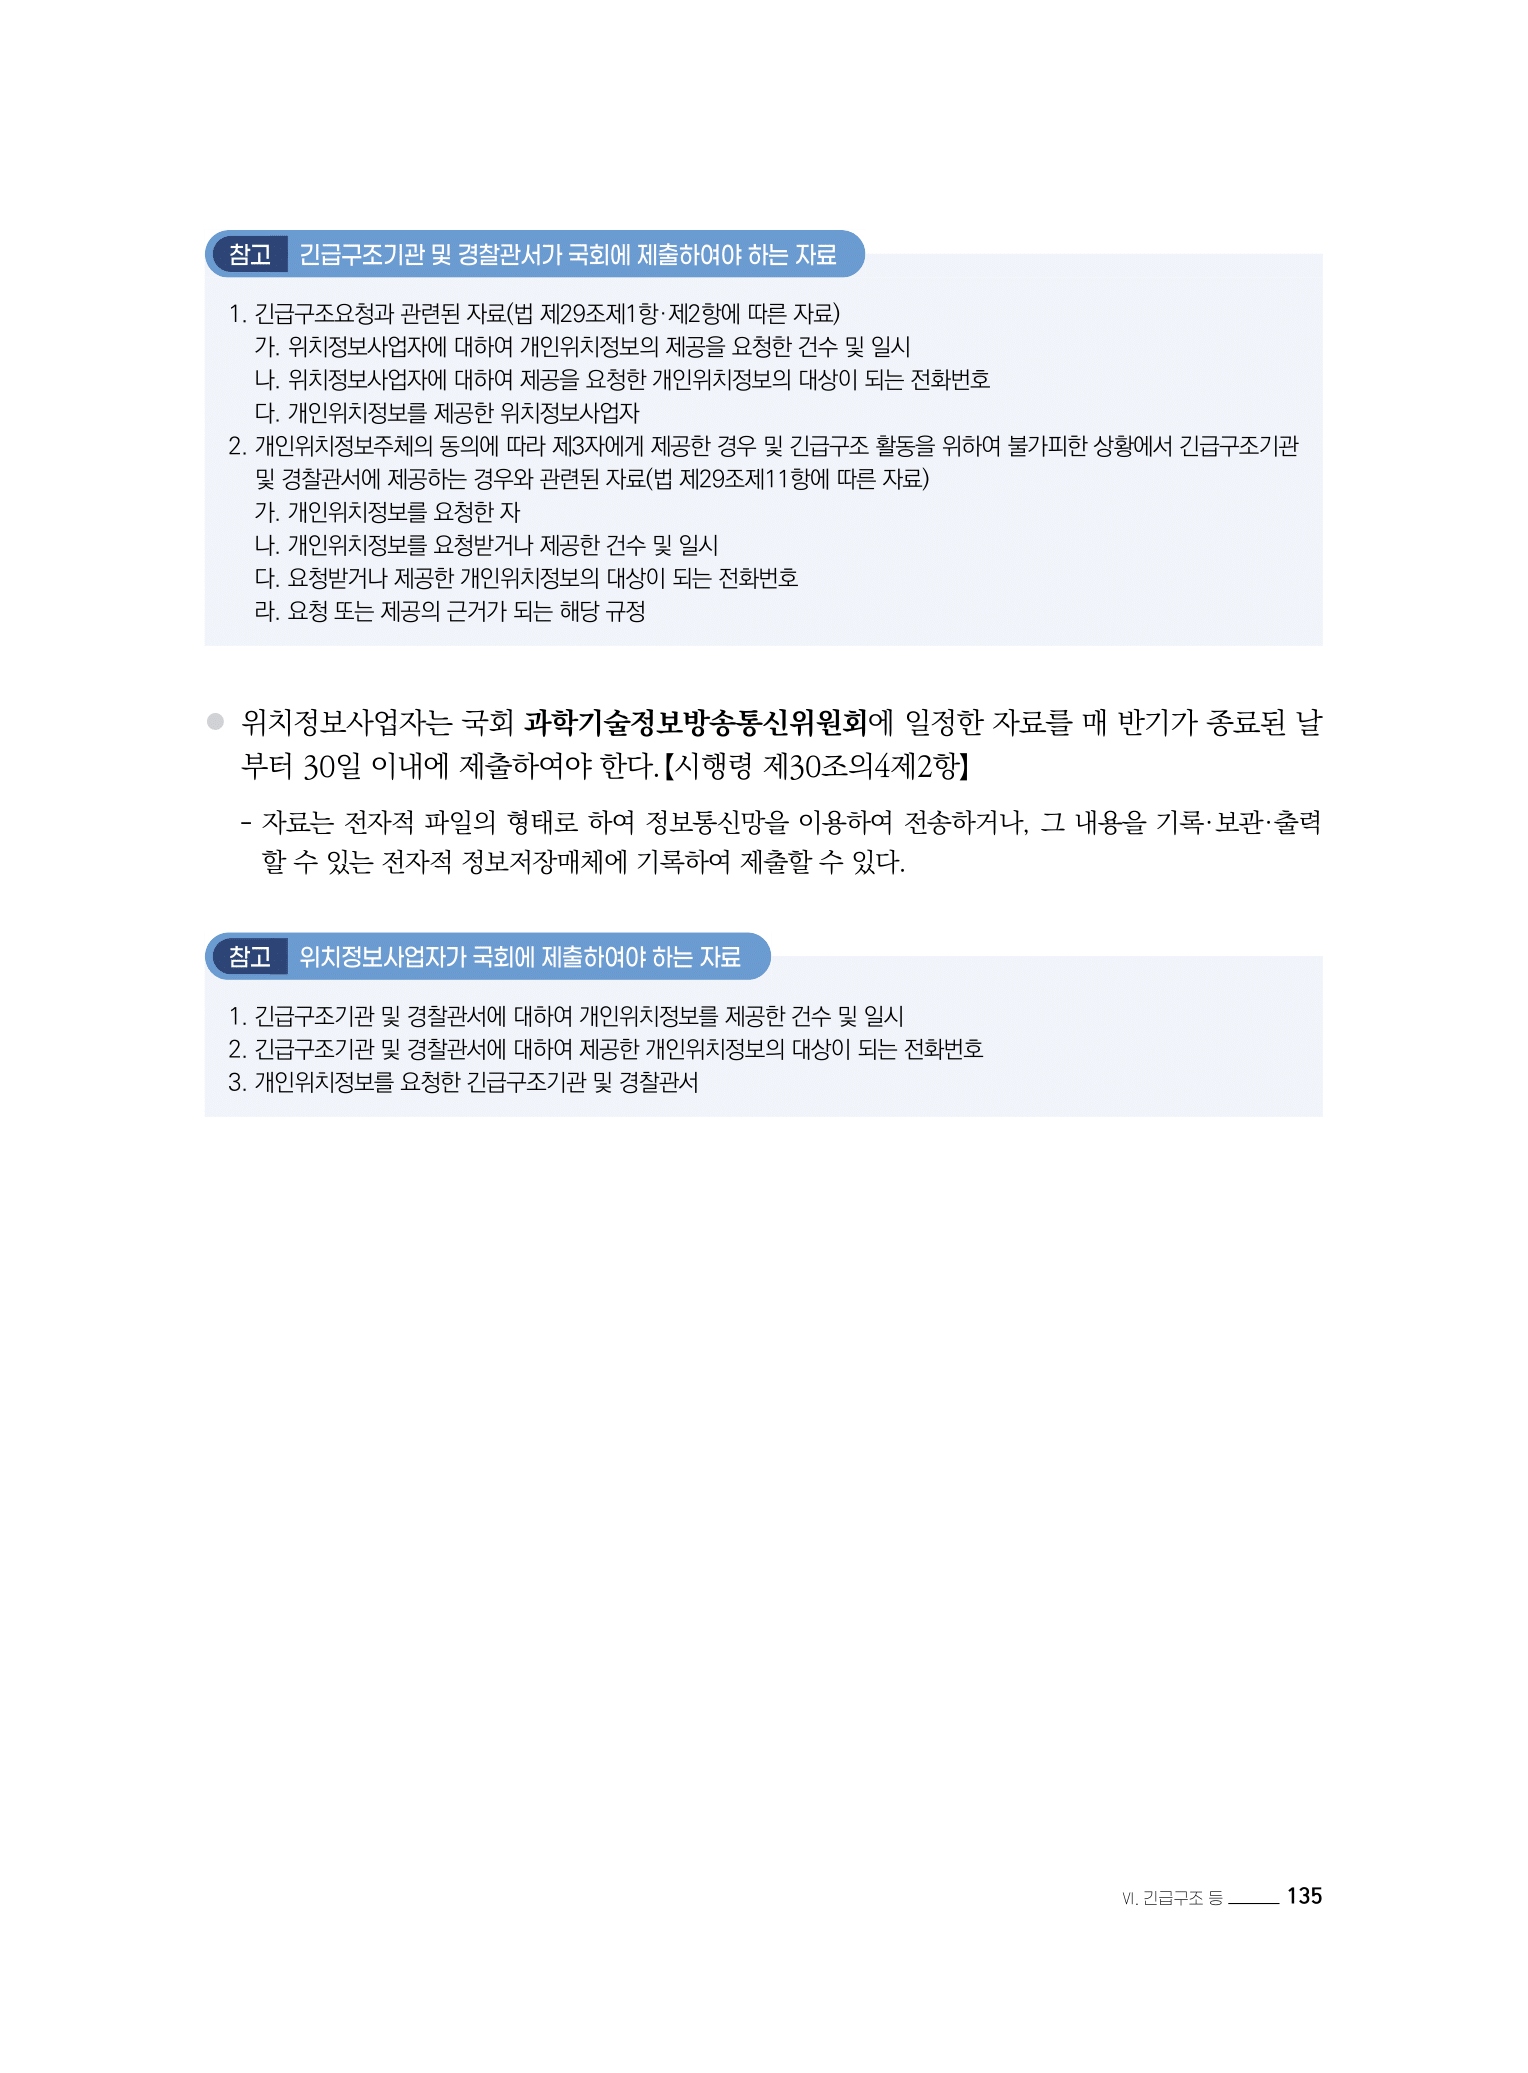 참고 긴급구조기관 및 경찰관서가 국회에 제출하여야 하는 자료
1. 긴급구조요청과 관련된 자료(법 제29조제1항·제2항에 따른 자료)
가. 위치정보사업자에 대하여 개인위치정보의 제공을 요청한 건수 및 일시
나. 위치정보사업자에 대하여 제공을 요청한 개인위치정보의 대상이 되는 전화번호
다. 개인위치정보를 제공한 위치정보사업자
2. 개인위치정보주체의 동의에 따라 제3자에게 제공한 경우 및 긴급구조 활동을 위하여 불가피한 상황에서 긴급구조기관
및 경찰관서에 제공하는 경우와 관련된 자료(법 제29조제11항에 따른 자료)
가. 개인위치정보를 요청한 자
나. 개인위치정보를 요청받거나 제공한 건수 및 일시
다. 요청받거나 제공한 개인위치정보의 대상이 되는 전화번호
라. 요청 또는 제공의 근거가 되는 해당 규정
● 위치정보사업자는 국회 과학기술정보방송통신위원회에 일정한 자료를 매 반기가 종료된 날
부터 30일 이내에 제출하여야 한다.【시행령 제30조의4제2항】
- 자료는 전자적 파일의 형태로 하여 정보통신망을 이용하여 전송하거나, 그 내용을 기록·보관·출력
할 수 있는 전자적 정보저장매체에 기록하여 제출할 수 있다.
참고 위치정보사업자가 국회에 제출하여야 하는 자료
1. 긴급구조기관 및 경찰관서에 대하여 개인위치정보를 제공한 건수 및 일시
2. 긴급구조기관 및 경찰관서에 대하여 제공한 개인위치정보의 대상이 되는 전화번호
3. 개인위치정보를 요청한 긴급구조기관 및 경찰관서
Ⅵ. 긴급구조 등 135